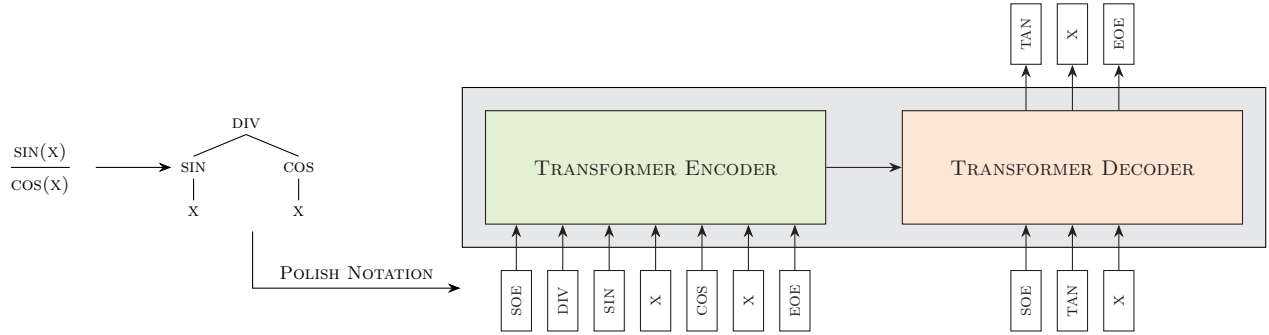 SIN(X)
COS(X)
DIV
SIN COS
X X
POLISH NOTATION
TRANSFORMER ENCODER
SOE DIV SIN X COS X EOE
TAN X EOE
TRANSFORMER DECODER
SOE TAN X